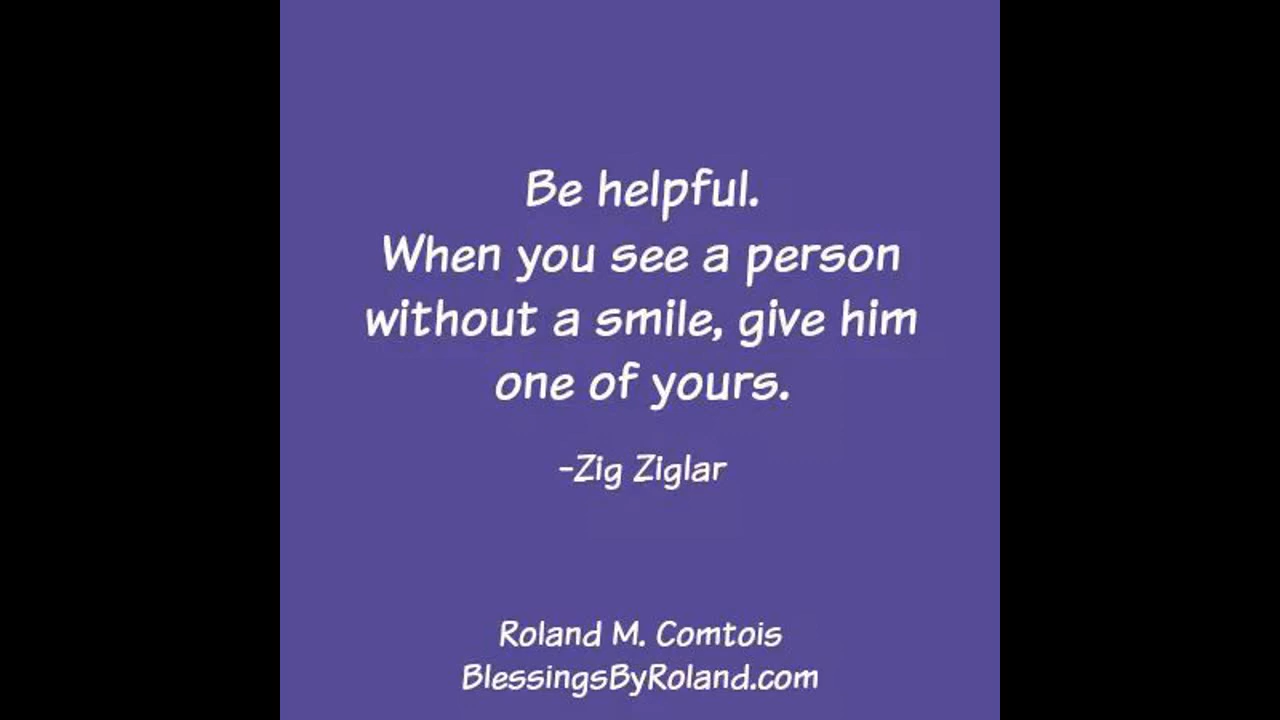 Be helpful.
When you see a person
without a smile, give him
one of yours.
-Zig Ziglar
Roland M. Comtois
BlessingsByRoland.com